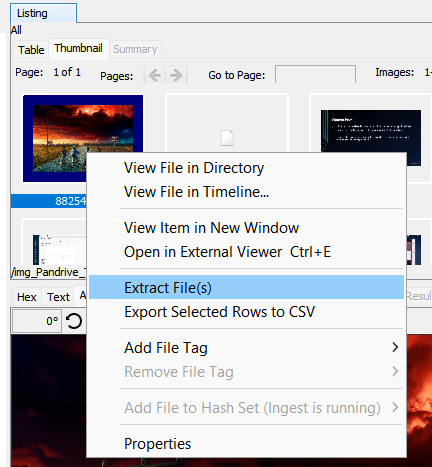 Listing
All
Table Thumbnail Summary
Page: 1 of 1 Pages: Go to Page: Images: 1-
88254
View File in Directory
View File in Timeline...
View Item in New Window
Open in External Viewer Ctrl+E
/img_Pandrive_
Extract File(s)
Hex Text A Resul
Export Selected Rows to CSV
0°
Add File Tag
Remove File Tag
Add File to Hash Set (Ingest is running)
Properties